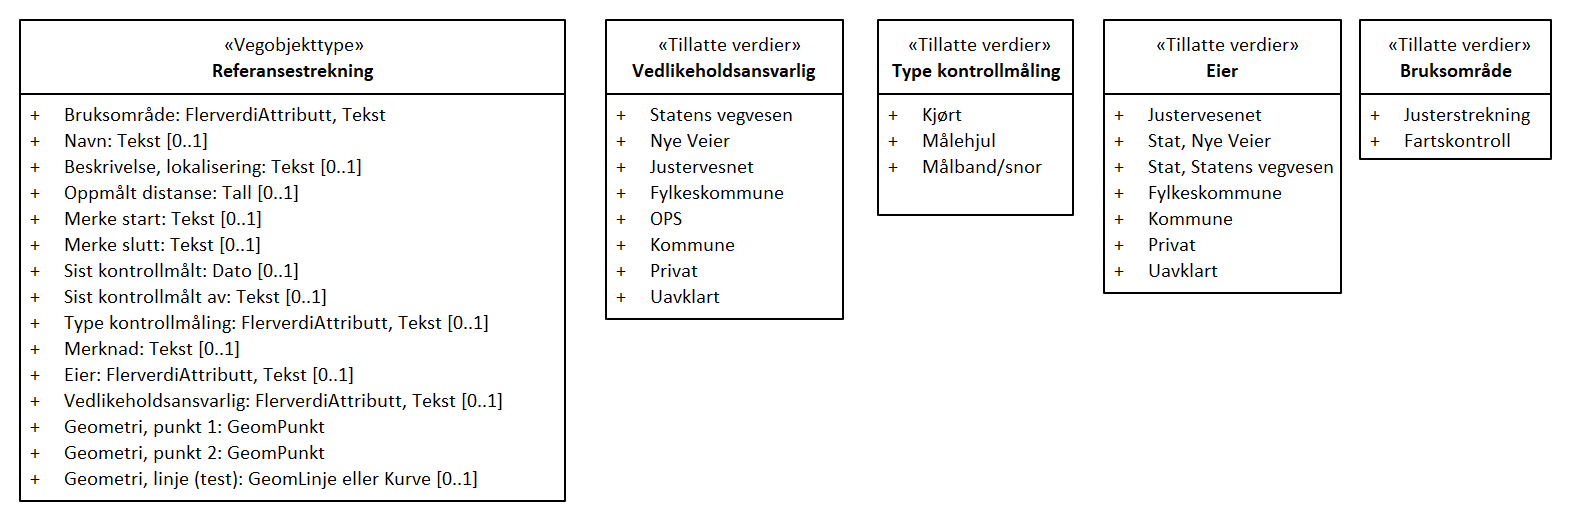 «Vegobjekttype»
Referansestrekning
+ Bruksområde: FlerverdiAttributt, Tekst
+ Navn: Tekst [0..1]
+ Beskrivelse, lokalisering: Tekst [0..1]
+ Oppmålt distanse: Tall [0..1]
+ Merke start: Tekst [0..1]
+ Merke slutt: Tekst [0..1]
+ Sist kontrollmålt: Dato [0..1]
+ Sist kontrollmålt av: Tekst [0..1]
+ Type kontrollmåling: FlerverdiAttributt, Tekst [0..1]
+ Merknad: Tekst [0..1]
+ Eier: FlerverdiAttributt, Tekst [0..1]
+ Vedlikeholdsansvarlig: FlerverdiAttributt, Tekst [0..1]
+ Geometri, punkt 1: GeomPunkt
+ Geometri, punkt 2: GeomPunkt
+ Geometri, linje (test): GeomLinje eller Kurve [0..1]
«Tillatte verdier»
Vedlikeholdsansvarlig
+ Statens vegvesen
+ Nye Veier
+ Justervesnet
+ Fylkeskommune
+ OPS
+ Kommune
+ Privat
+ Uavklart
«Tillatte verdier»
Type kontrollmåling
+ Kjørt
+ Målehjul
+ Målbånd/snor
«Tillatte verdier»
Eier
+ Justervesenet
+ Stat, Nye Veier
+ Stat, Statens vegvesen
+ Fylkeskommune
+ Kommune
+ Privat
+ Uavklart
«Tillatte verdier»
Bruksområde
+ Justerstrekning
+ Fartskontroll